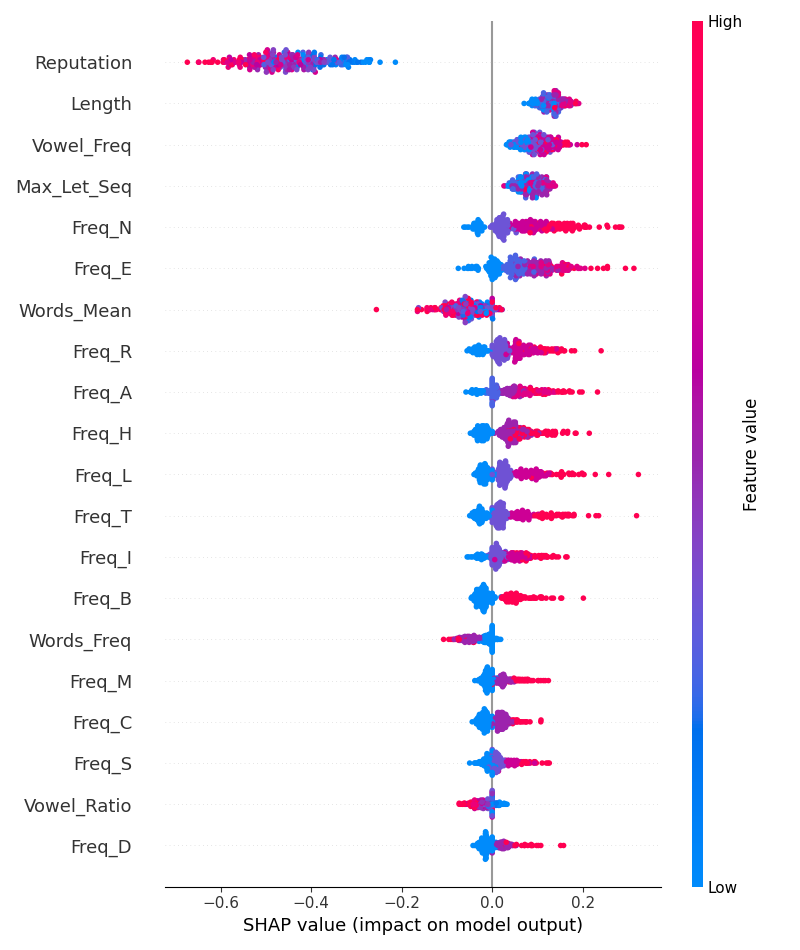 High
Reputation
Length
Vowel_Freq
Max_Let_Seq
Freq_N
Freq_E
Words_Mean
Freq_R
Freq_A
Freq_H
Freq_L
Freq_T
Freq_I
Freq_B
Words_Freq
Freq_M
Freq_C
Freq_S
Vowel_Ratio
Freq_D
Feature value
Low
−0.6 −0.4 −0.2 0.0 0.2
SHAP value (impact on model output)